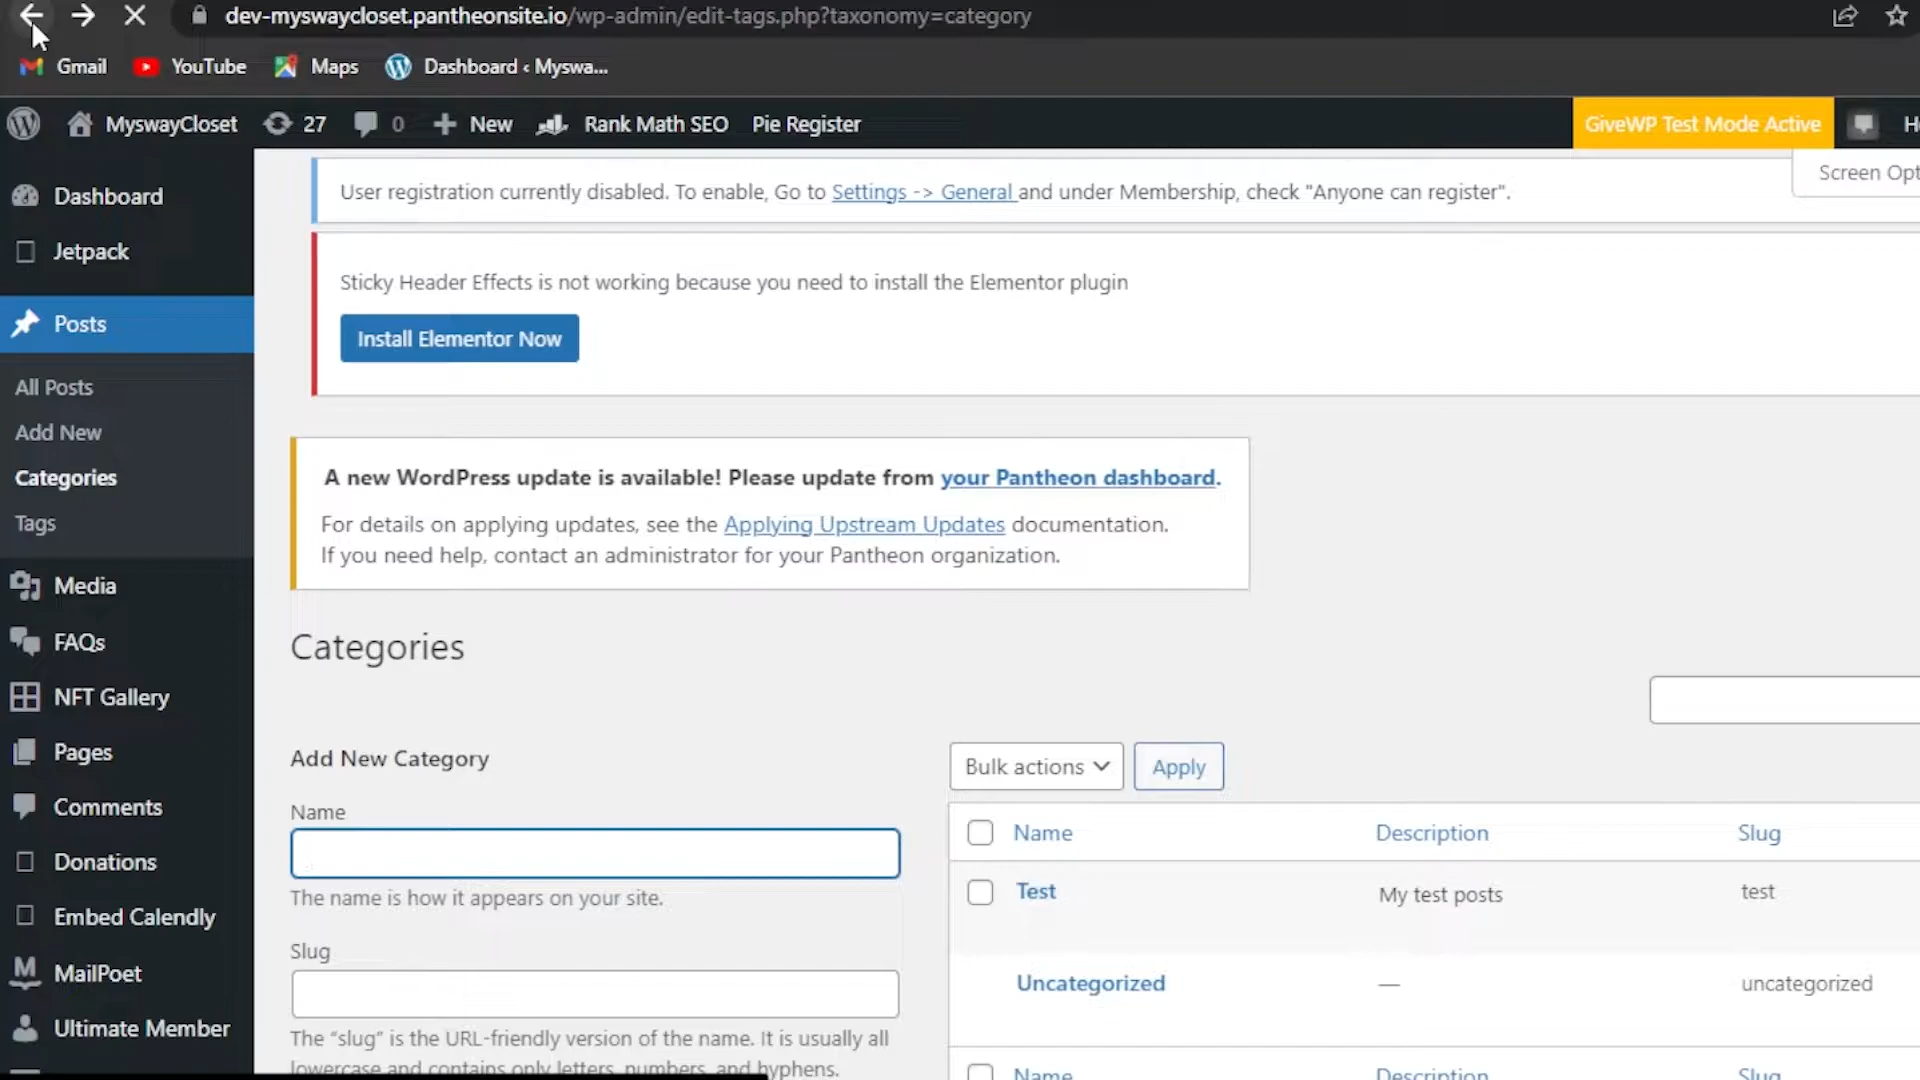 dev-myswaycloset.pantheonsite.io/wp-admin/edit-tags.php?taxonomy=category
Gmail YouTube Maps Dashboard ‹ Myswa...
MyswayCloset 27 0 New Rank Math SEO Pie Register GiveWP Test Mode Active
Dashboard
Jetpack
Posts
All Posts
Add New
Categories
Tags
Media
FAQs
NFT Gallery
Pages
Comments
Donations
Embed Calendly
MailPoet
Ultimate Member
Screen Opt
User registration currently disabled. To enable, Go to Settings -> General and under Membership, check "Anyone can register".
Sticky Header Effects is not working because you need to install the Elementor plugin
Install Elementor Now
A new WordPress update is available! Please update from your Pantheon dashboard.
For details on applying updates, see the Applying Upstream Updates documentation.
If you need help, contact an administrator for your Pantheon organization.
Categories
Add New Category
Name
The name is how it appears on your site.
Slug
The “slug” is the URL-friendly version of the name. It is usually all
lowercase and contains only letters, numbers, and hyphens.
Bulk actions Apply
Name Description Slug
Test My test posts test
Uncategorized — uncategorized
Name Description Slug